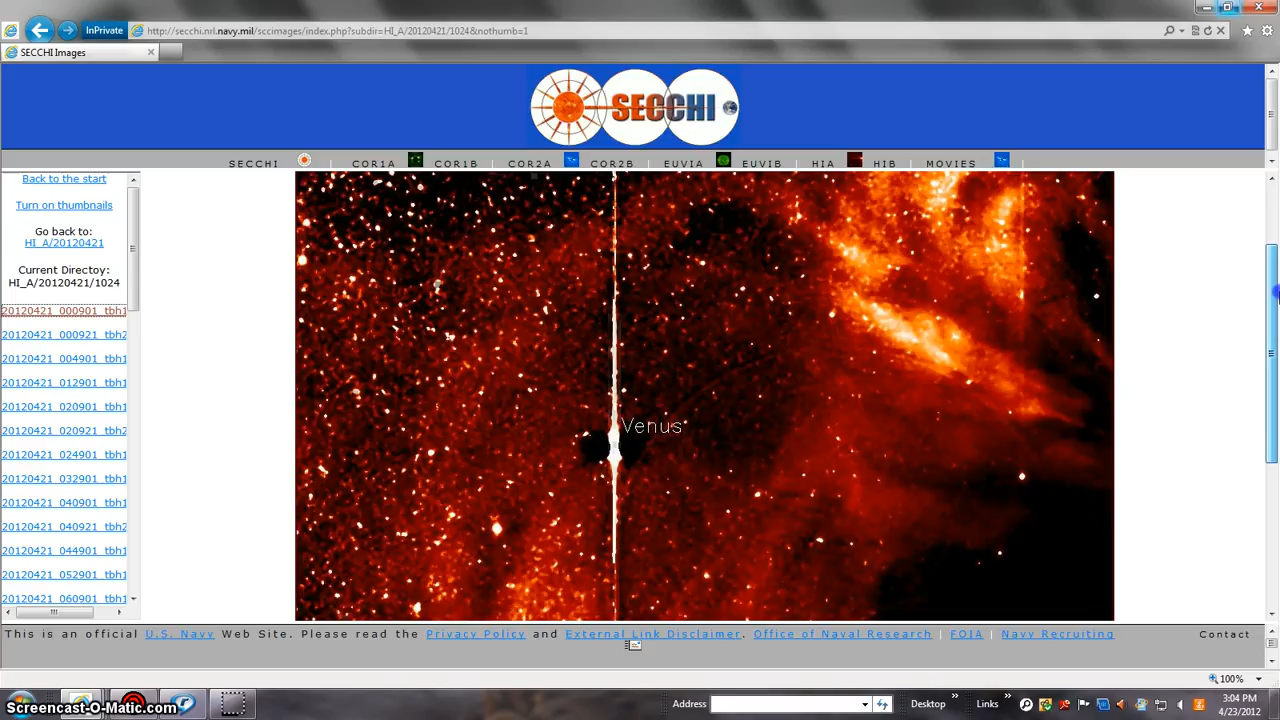 InPrivate
http://secchi.nrl.navy.mil/sccimages/index.php?subdir=HI_A/20120421/1024&nothumb=1
SECCHI Images
SECCHI
SECCHI | COR1A COR1B | COR2A COR2B | EUVIA EUVIB | HIA HIB | MOVIES |
Back to the start
Turn on thumbnails
Go back to:
HI_A/20120421
Current Directoy:
HI_A/20120421/1024
20120421_000901_tbh1
20120421_000921_tbh2
20120421_004901_tbh1
20120421_012901_tbh1
20120421_020901_tbh1
20120421_020921_tbh2
20120421_024901_tbh1
20120421_032901_tbh1
20120421_040901_tbh1
20120421_040921_tbh2
20120421_044901_tbh1
20120421_052901_tbh1
20120421_060901_tbh1
Venus
This is an official U.S. Navy Web Site. Please read the Privacy Policy and External Link Disclaimer. Office of Naval Research | FOIA | Navy Recruiting
Contact
100%
Screencast-O-Matic.com
Address
Desktop
Links
3:04 PM
4/23/2012